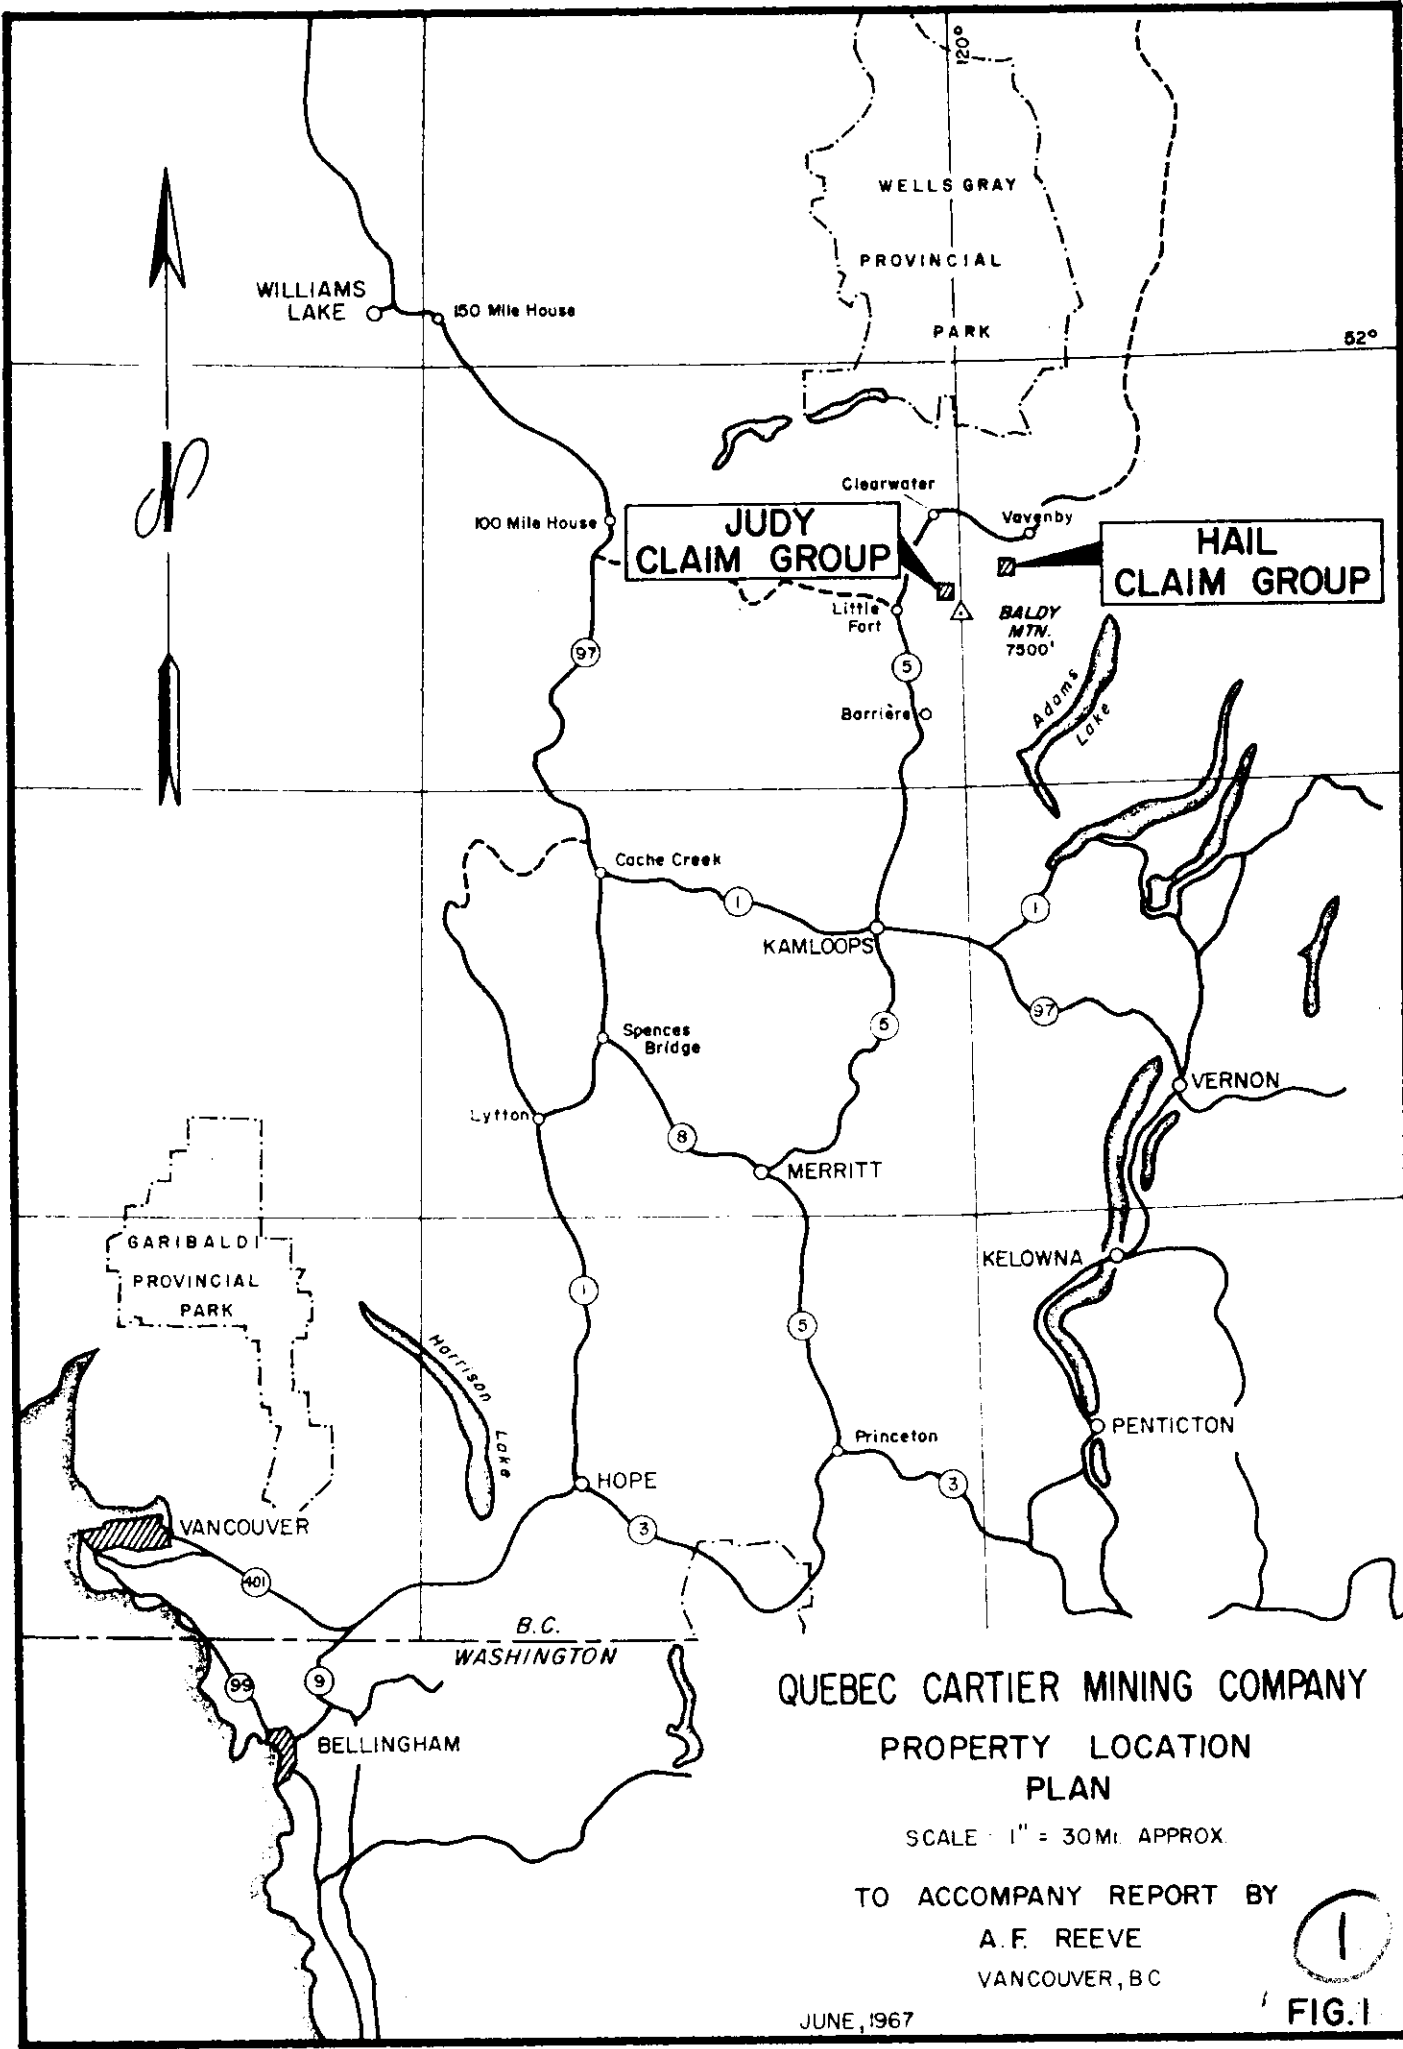 120°
WELLS GRAY
PROVINCIAL
PARK
WILLIAMS
LAKE
150 Mile House
52°
N
Clearwater
Vavenby
100 Mile House
JUDY
CLAIM GROUP
HAIL
CLAIM GROUP
Little
Fort
BALDY
MTN.
7500'
97
5
Barrière
Adams
Lake
Cache Creek
1
1
KAMLOOPS
97
5
Spences
Bridge
VERNON
Lytton
8
MERRITT
GARIBALDI
PROVINCIAL
PARK
KELOWNA
1
5
Harrison
Lake
PENTICTON
Princeton
HOPE
3
3
VANCOUVER
401
B.C.
WASHINGTON
99
9
BELLINGHAM
QUEBEC CARTIER MINING COMPANY
PROPERTY LOCATION
PLAN
SCALE 1" = 30 MI. APPROX.
TO ACCOMPANY REPORT BY
A. F. REEVE
VANCOUVER, B C
JUNE, 1967
1
FIG. 1